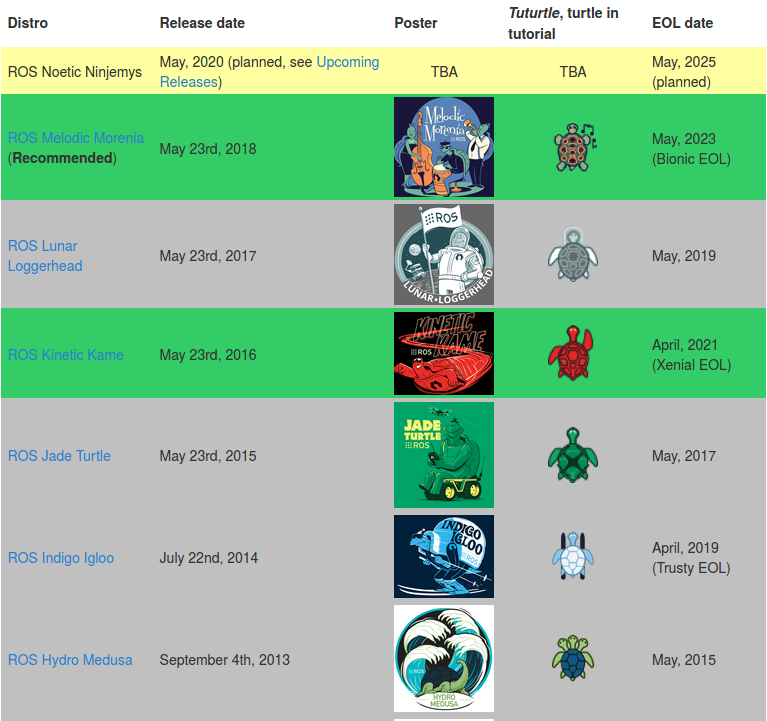 Distro Release date Poster Tuturtle, turtle in
tutorial EOL date
ROS Noetic Ninjemys May, 2020 (planned, see Upcoming
Releases) TBA TBA May, 2025
(planned)
ROS Melodic Morenia
(Recommended) May 23rd, 2018 Melodic
Morenia
ROS May, 2023
(Bionic EOL)
ROS Lunar
Loggerhead May 23rd, 2017 ROS
LUNAR•LOGGERHEAD May, 2019
ROS Kinetic Kame May 23rd, 2016 KINETIC
KAME
ROS April, 2021
(Xenial EOL)
ROS Jade Turtle May 23rd, 2015 JADE
TURTLE
ROS May, 2017
ROS Indigo Igloo July 22nd, 2014 INDIGO
IGLOO
ROS April, 2019
(Trusty EOL)
ROS Hydro Medusa September 4th, 2013 ROS
HYDRO
MEDUSA May, 2015